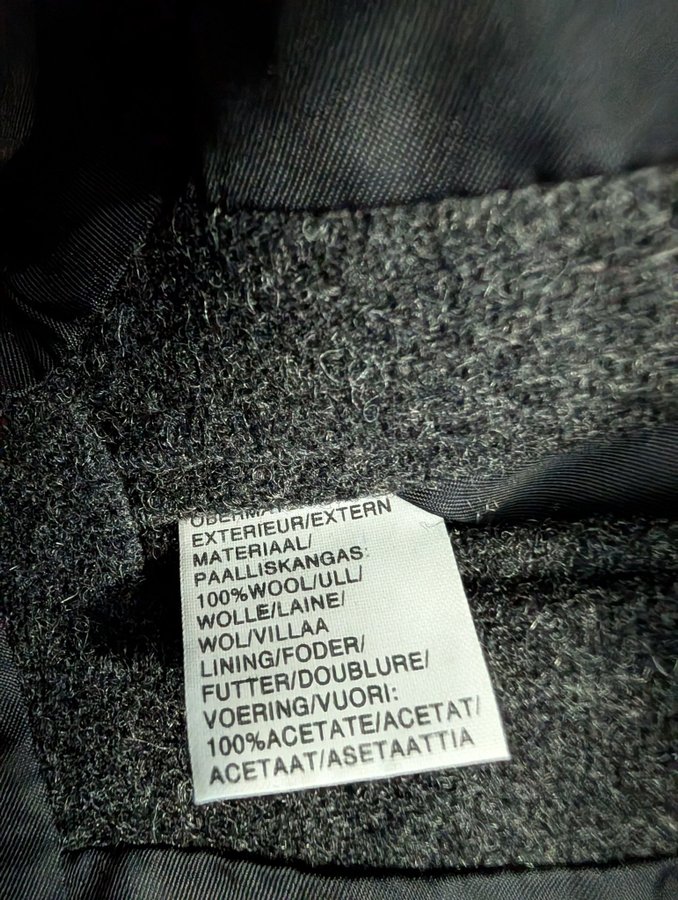 EXTERIEUR/EXTERN
MATERIAAL/
PAALLISKANGAS:
100%WOOL/ULL/
WOLLE/LAINE/
WOL/VILLAA
LINING/FODER/
FUTTER/DOUBLURE/
VOERING/VUORI:
100%ACETATE/ACETAT/
ACETAAT/ASETAATTIA